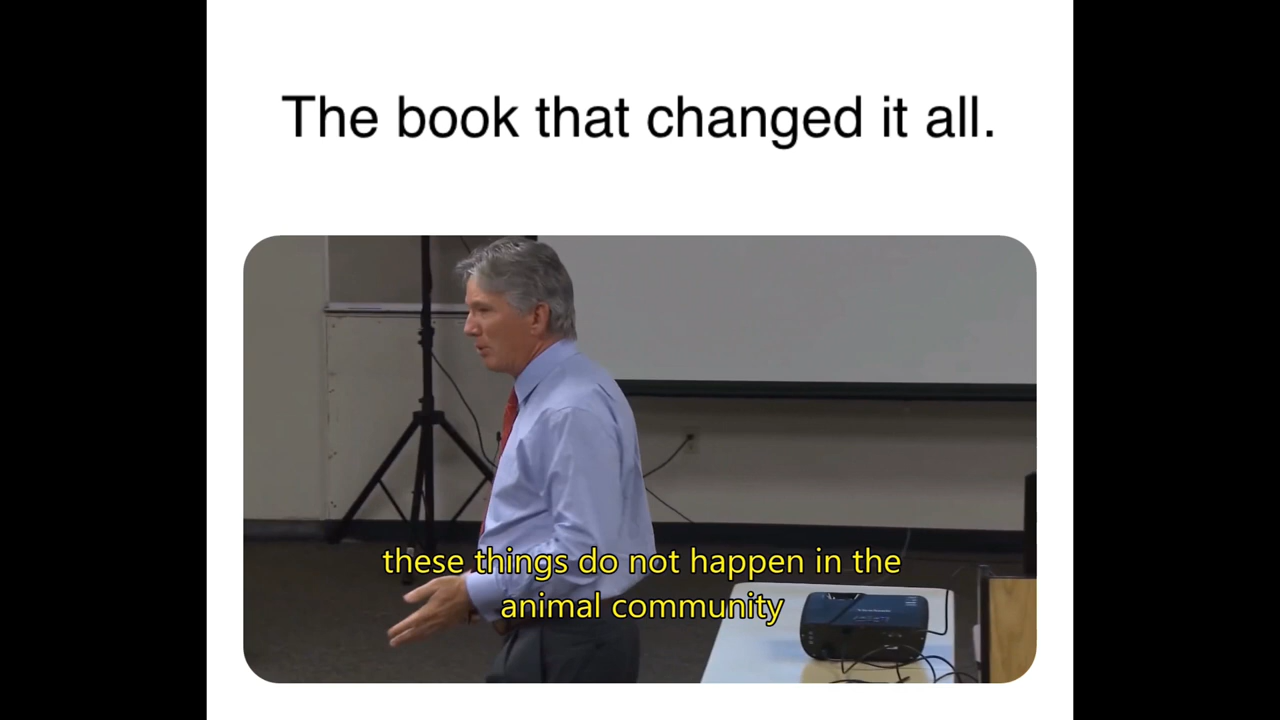 The book that changed it all.
these things do not happen in the
animal community